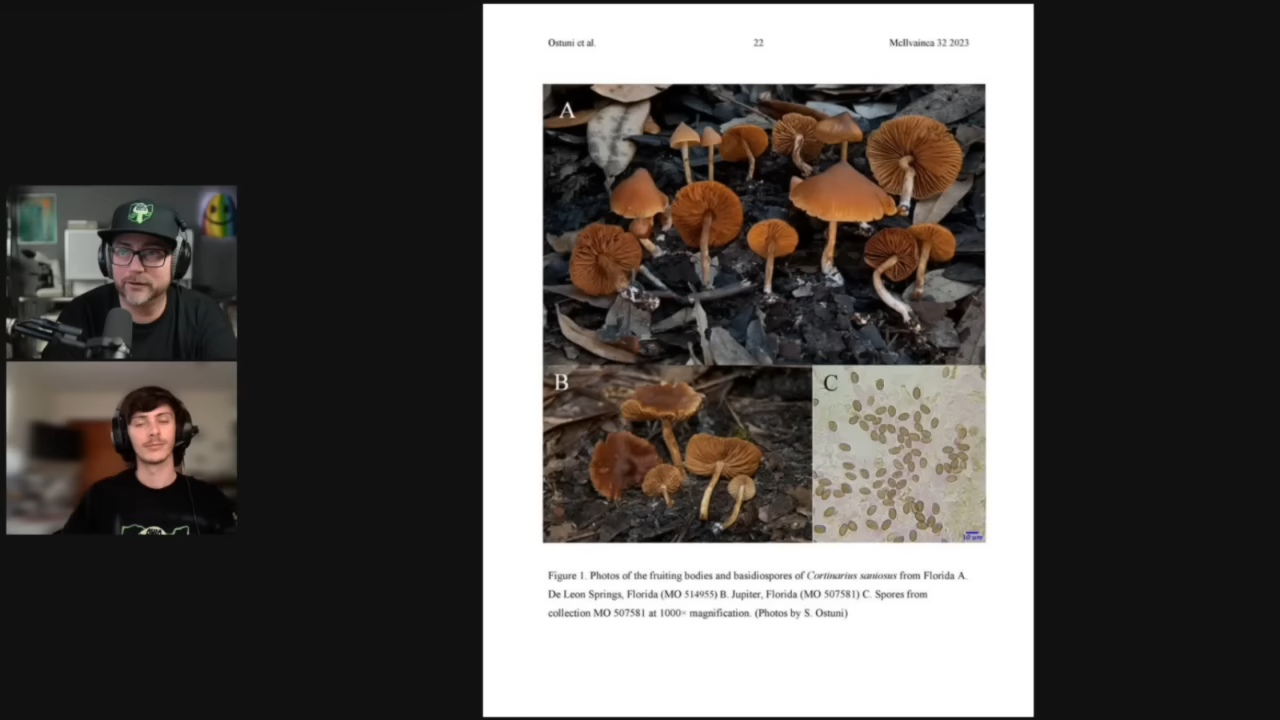 Ostuni et al.
22
McIlvainea 32 2023
A
B
C
10 µm
Figure 1. Photos of the fruiting bodies and basidiospores of Cortinarius saniosus from Florida A.
De Leon Springs, Florida (MO 514955) B. Jupiter, Florida (MO 507581) C. Spores from
collection MO 507581 at 1000× magnification. (Photos by S. Ostuni)